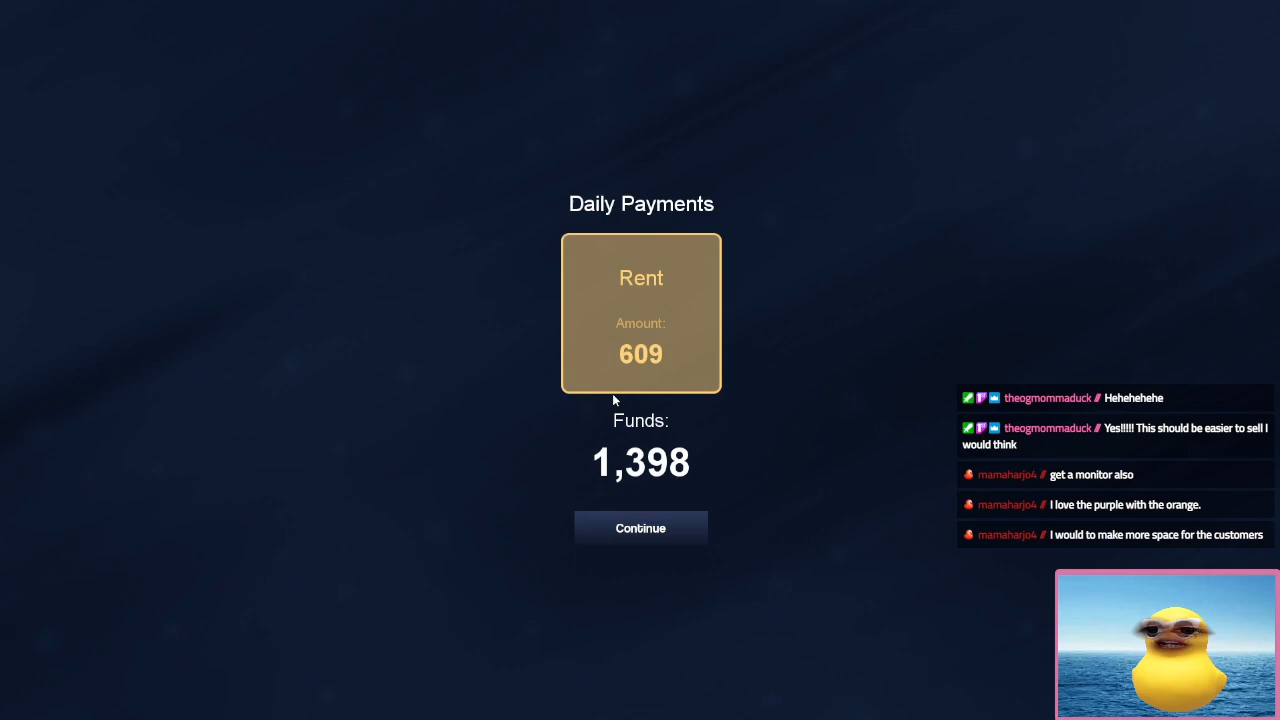 Daily Payments
Rent
Amount:
609
Funds:
1,398
Continue
theogmommaduck // Hehehehehe
theogmommaduck // Yes!!!!! This should be easier to sell I
would think
mamaharjo4 // get a monitor also
mamaharjo4 // I love the purple with the orange.
mamaharjo4 // I would to make more space for the customers